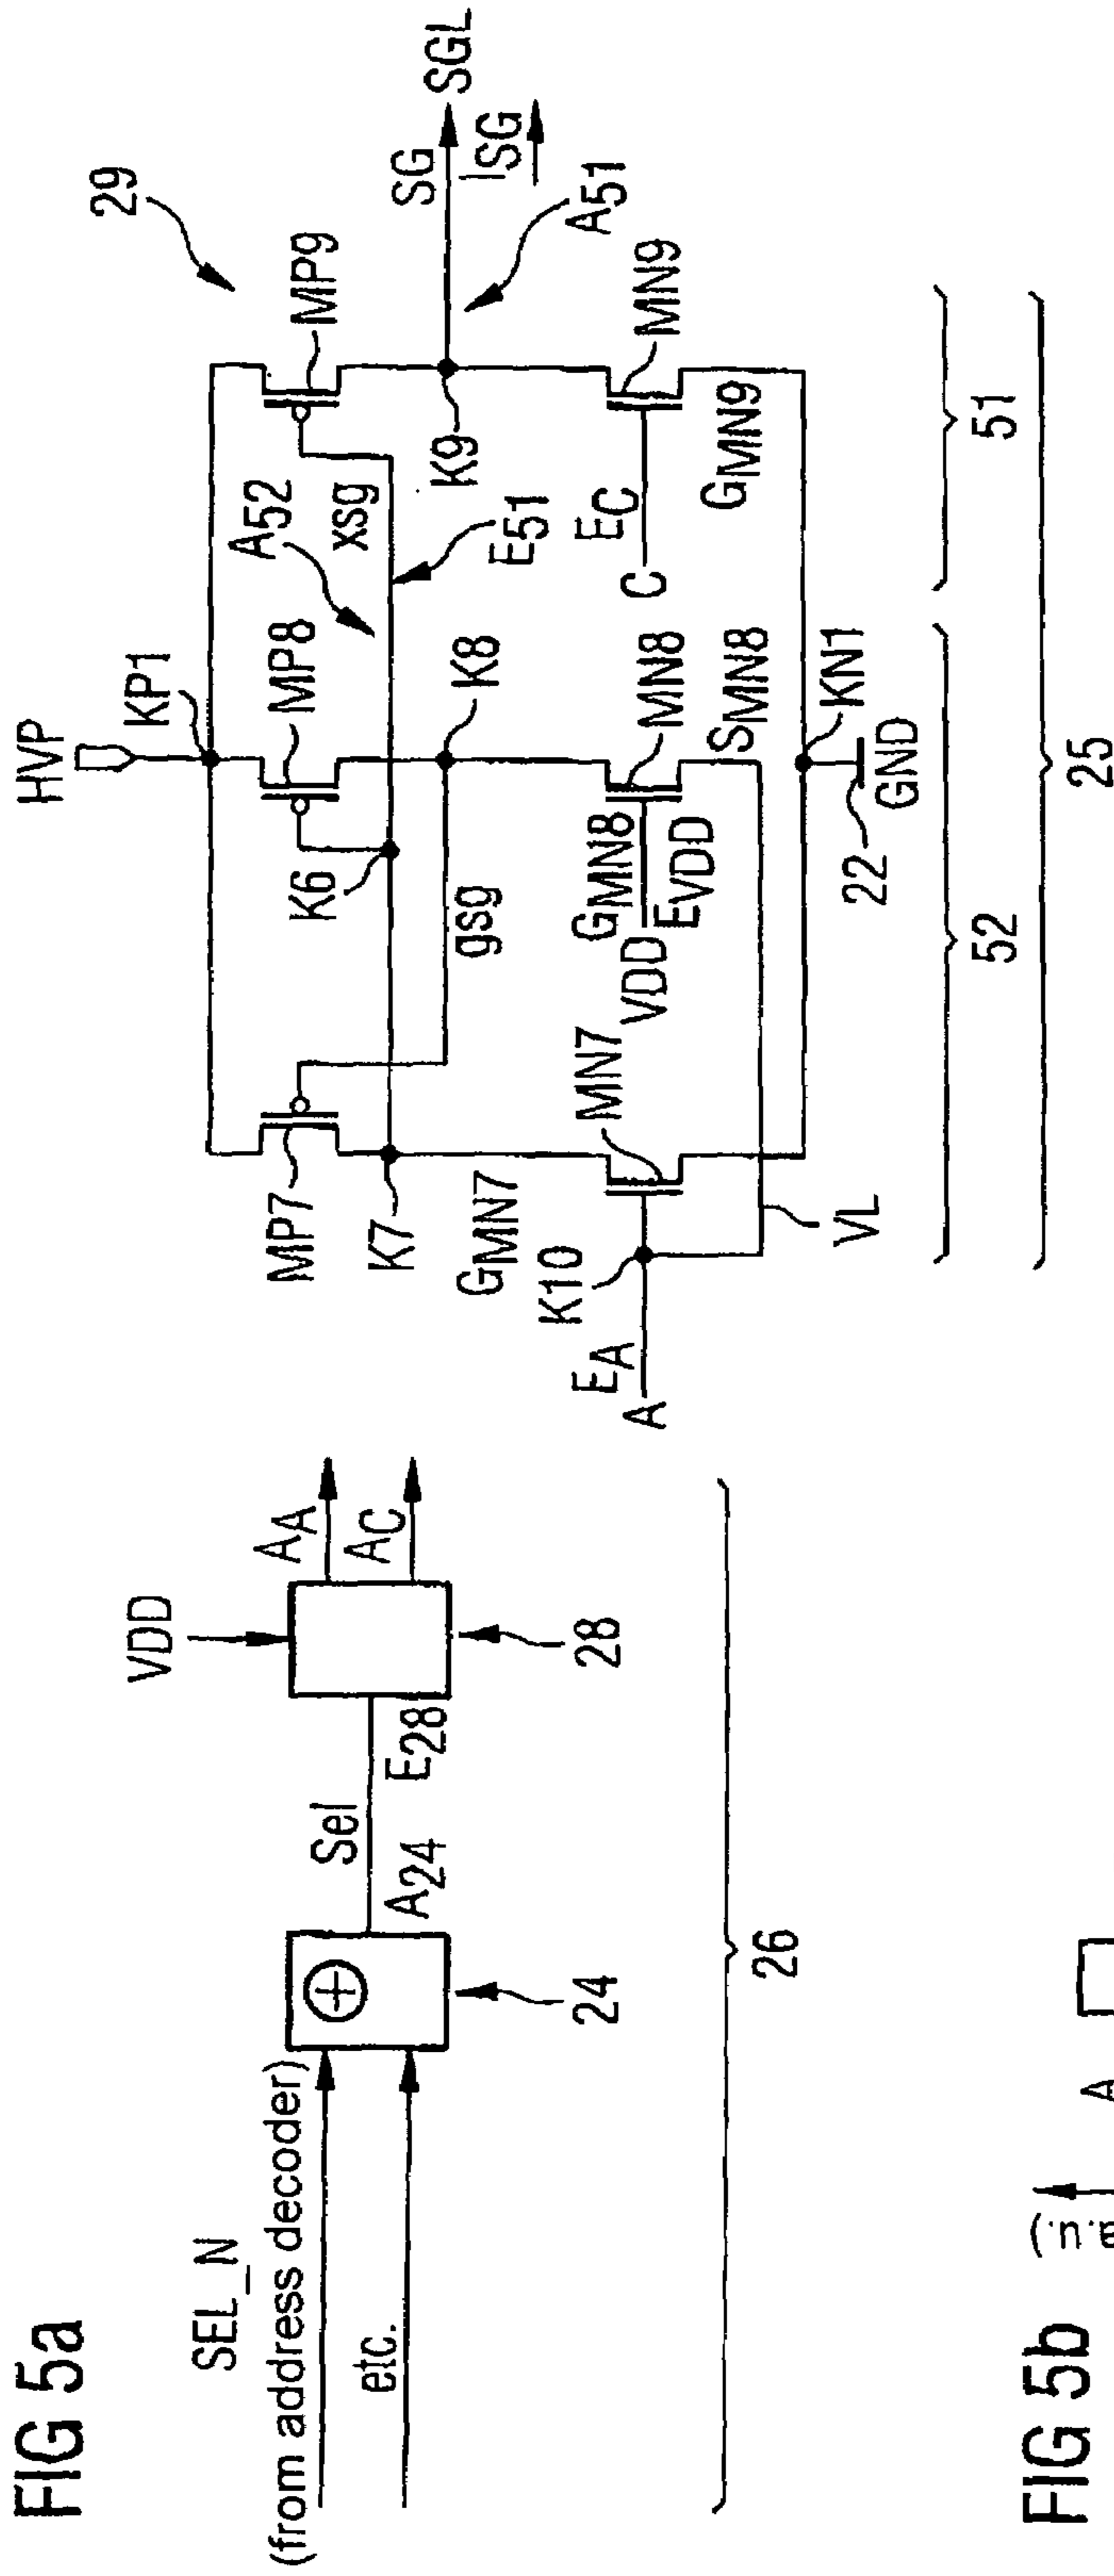 FIG 5a
SEL_N
(from address decoder)
etc.
24
A24
Sel
E28
VDD
28
AA
AC
26
HVP
KP1
29
MP7
MP8
MP9
K6
A52
xsg
E51
K7
gsg
K8
K9
SG
SGL
ISG
A51
GMN7
MN7
GMN8
VDD
EVDD
MN8
SMN8
EC
C
MN9
GMN9
EA
A
K10
VL
22
GND
KN1
52
51
25
FIG 5b
a.u.)
A